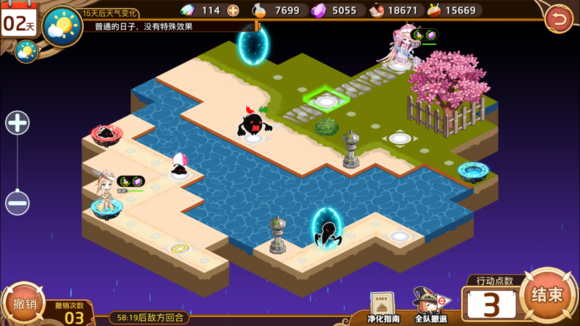 02天
15天后天气变化
普通的日子，没有特殊效果
114
7699
5055
18671
15669
撤销
撤销次数
03
58:19后敌方回合
净化指南
全队撤退
行动点数
3
结束